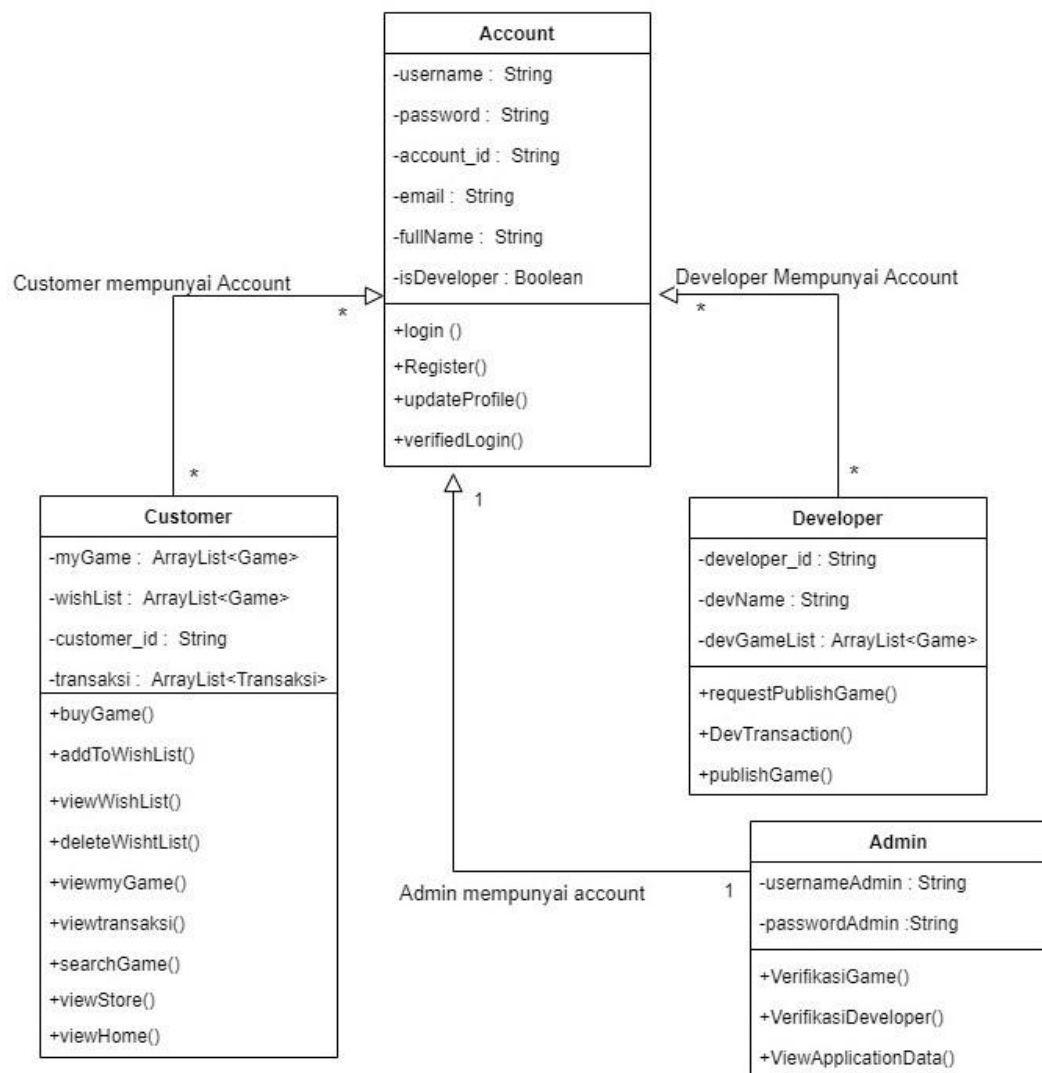 Account
-username : String
-password : String
-account_id : String
-email : String
-fullName : String
-isDeveloper : Boolean
+login ()
+Register()
+updateProfile()
+verifiedLogin()
Customer mempunyai Account
*
*
Developer Mempunyai Account
*
*
1
Customer
-myGame : ArrayList<Game>
-wishList : ArrayList<Game>
-customer_id : String
-transaksi : ArrayList<Transaksi>
+buyGame()
+addToWishList()
+viewWishList()
+deleteWishtList()
+viewmyGame()
+viewtransaksi()
+searchGame()
+viewStore()
+viewHome()
Developer
-developer_id : String
-devName : String
-devGameList : ArrayList<Game>
+requestPublishGame()
+DevTransaction()
+publishGame()
Admin mempunyai account
1
Admin
-usernameAdmin : String
-passwordAdmin :String
+VerifikasiGame()
+VerifikasiDeveloper()
+ViewApplicationData()